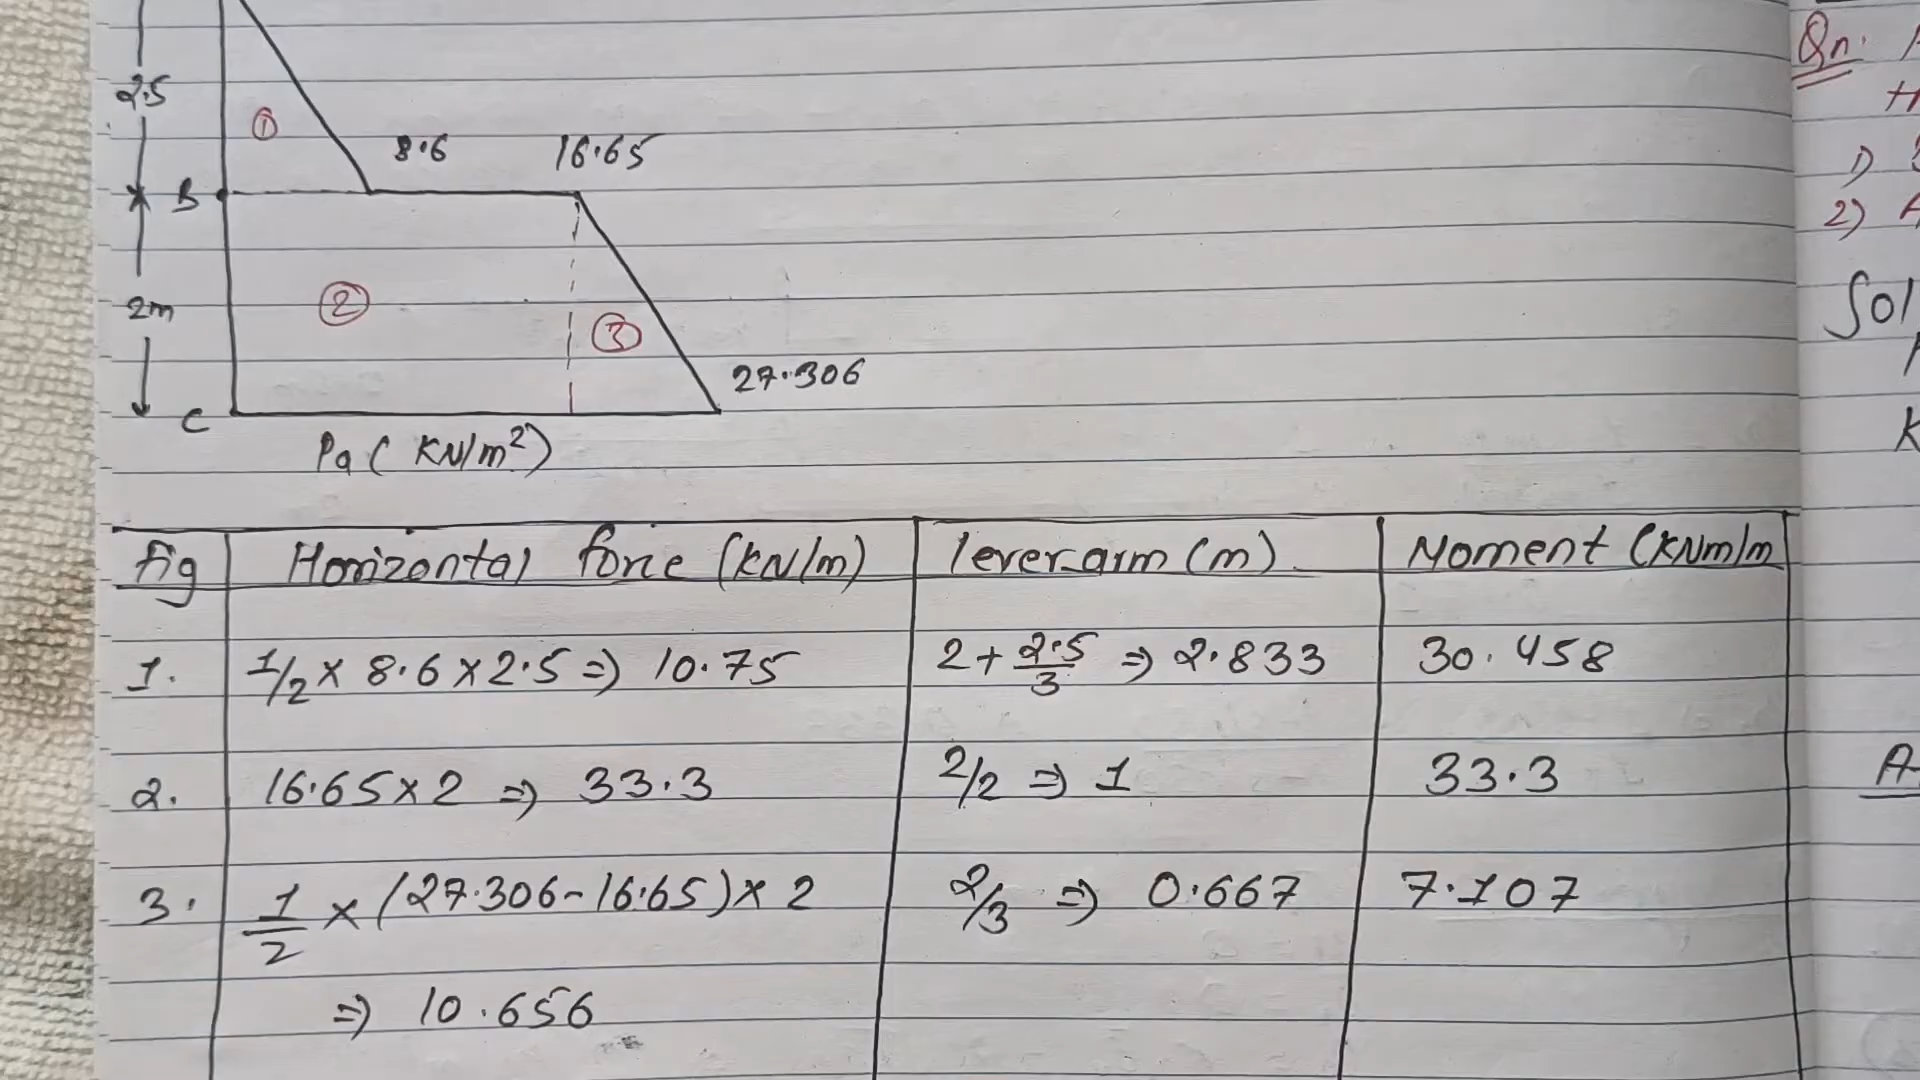 2.5
①
8.6
16.65
B
2m
②
③
27.306
C
Pa ( KN/m²)
fig Horizontal force (kN/m) lever arm (m) Moment (KNm/m
1. 1/2 × 8.6 × 2.5 ⇒ 10.75 2 + 2.5/3 ⇒ 2.833 30.458
2. 16.65 × 2 ⇒ 33.3 2/2 ⇒ 1 33.3
3. 1/2 × (27.306 - 16.65) × 2 2/3 ⇒ 0.667 7.107
⇒ 10.656
Qn.
1)
2)
Sol
K
A